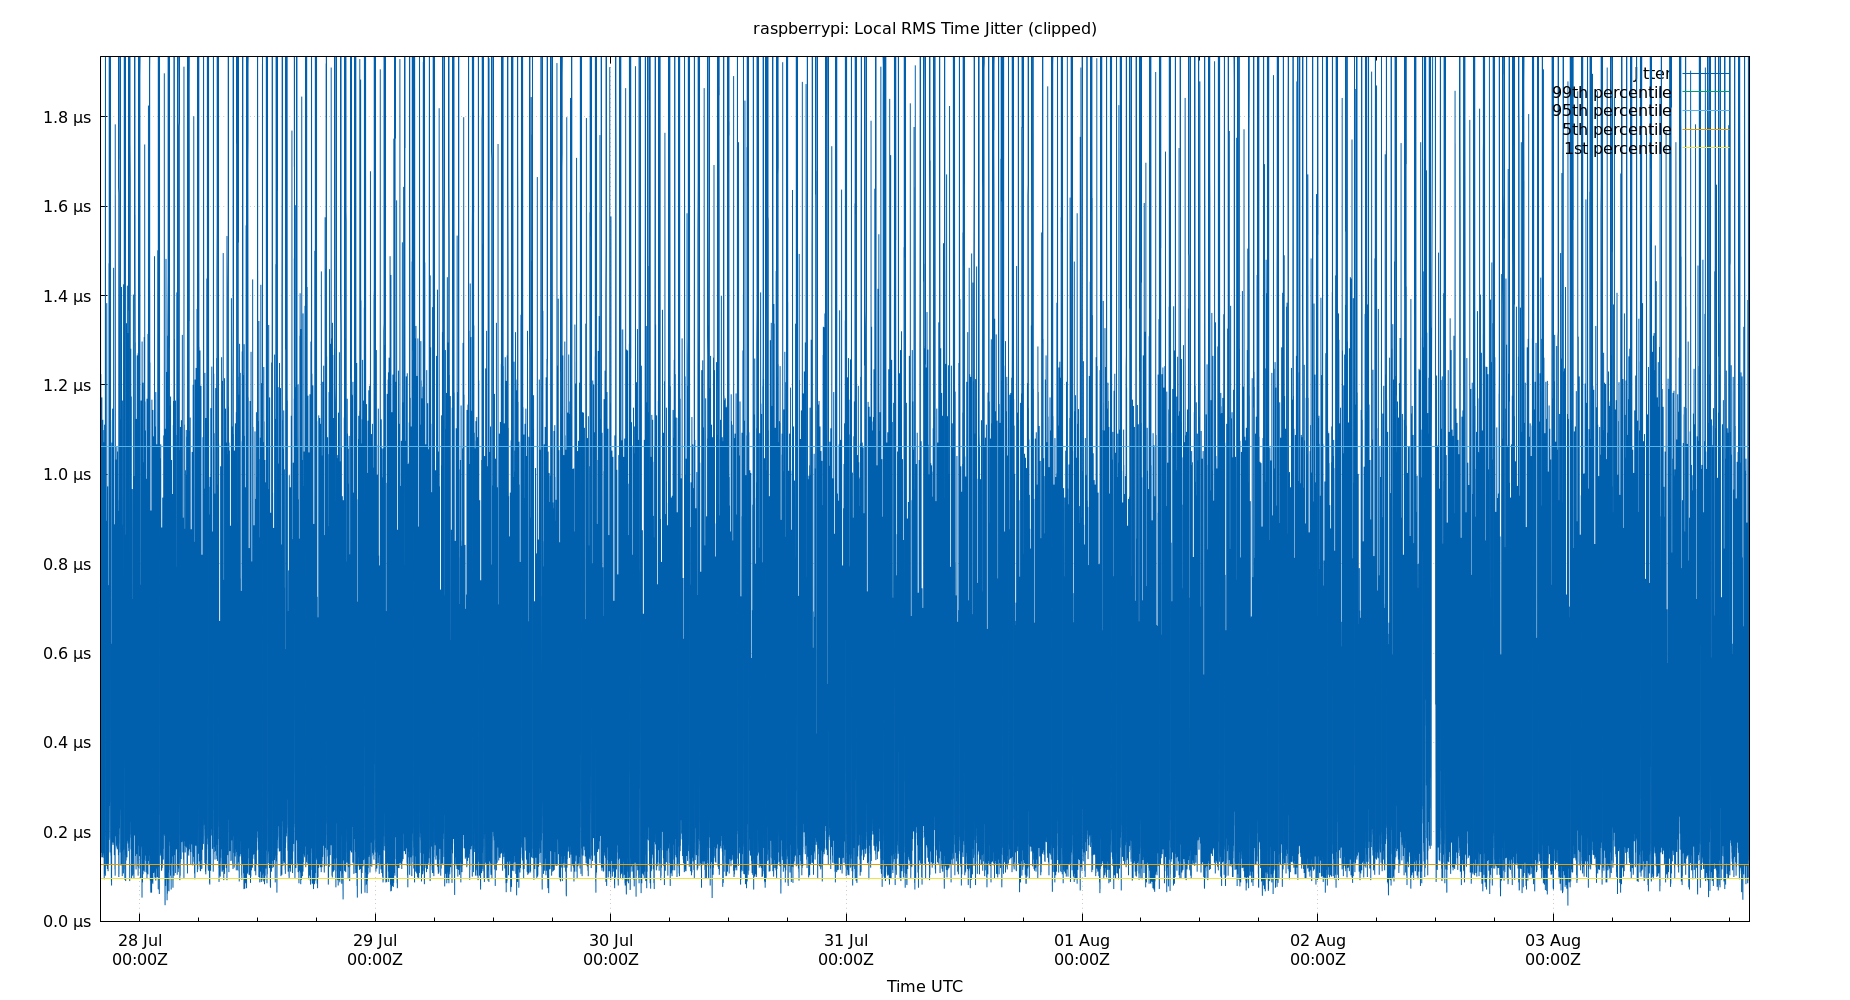 raspberrypi: Local RMS Time Jitter (clipped)
jitter
99th percentile
95th percentile
5th percentile
1st percentile
1.8 µs
1.6 µs
1.4 µs
1.2 µs
1.0 µs
0.8 µs
0.6 µs
0.4 µs
0.2 µs
0.0 µs
28 Jul 29 Jul 30 Jul 31 Jul 01 Aug 02 Aug 03 Aug
00:00Z 00:00Z 00:00Z 00:00Z 00:00Z 00:00Z 00:00Z
Time UTC